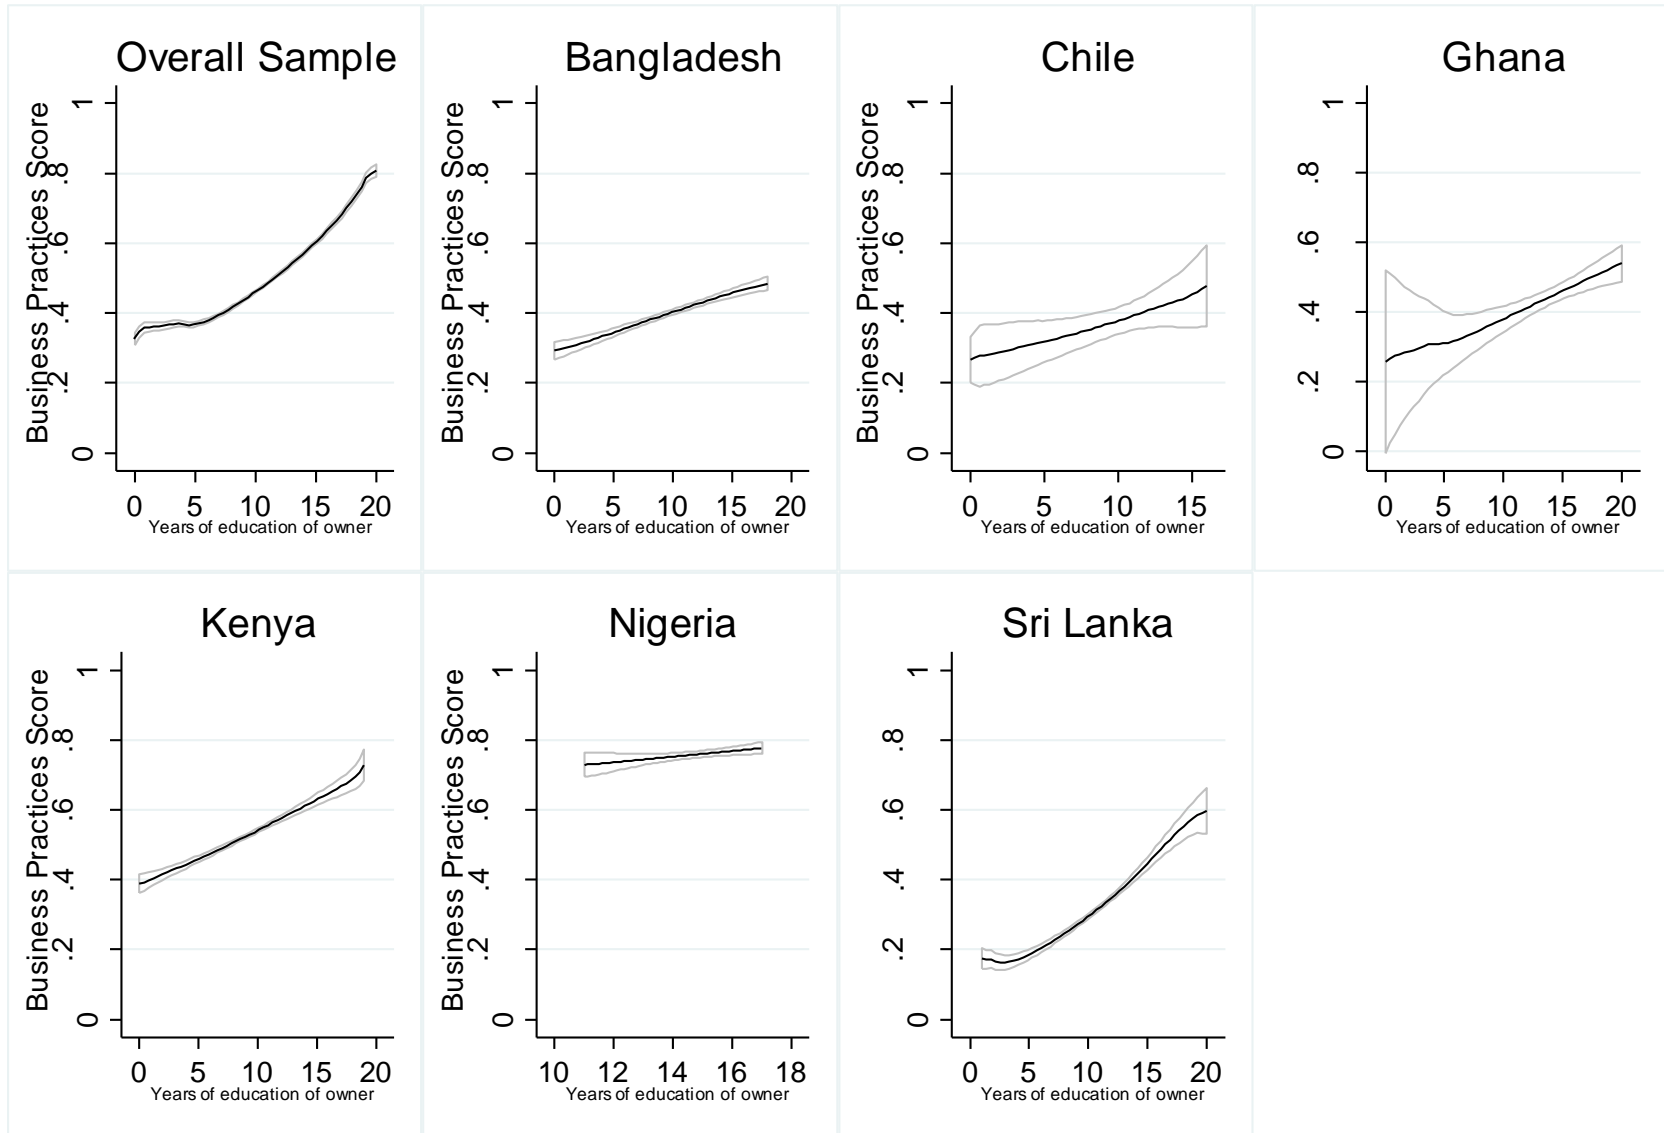 Overall Sample
Business Practices Score
0 .2 .4 .6 .8 1
0 5 10 15 20
Years of education of owner
Bangladesh
Business Practices Score
0 .2 .4 .6 .8 1
0 5 10 15 20
Years of education of owner
Chile
Business Practices Score
0 .2 .4 .6 .8 1
0 5 10 15
Years of education of owner
Ghana
0 .2 .4 .6 .8 1
0 5 10 15 20
Years of education of owner
Kenya
Business Practices Score
0 .2 .4 .6 .8 1
0 5 10 15 20
Years of education of owner
Nigeria
Business Practices Score
0 .2 .4 .6 .8 1
10 12 14 16 18
Years of education of owner
Sri Lanka
0 .2 .4 .6 .8 1
0 5 10 15 20
Years of education of owner